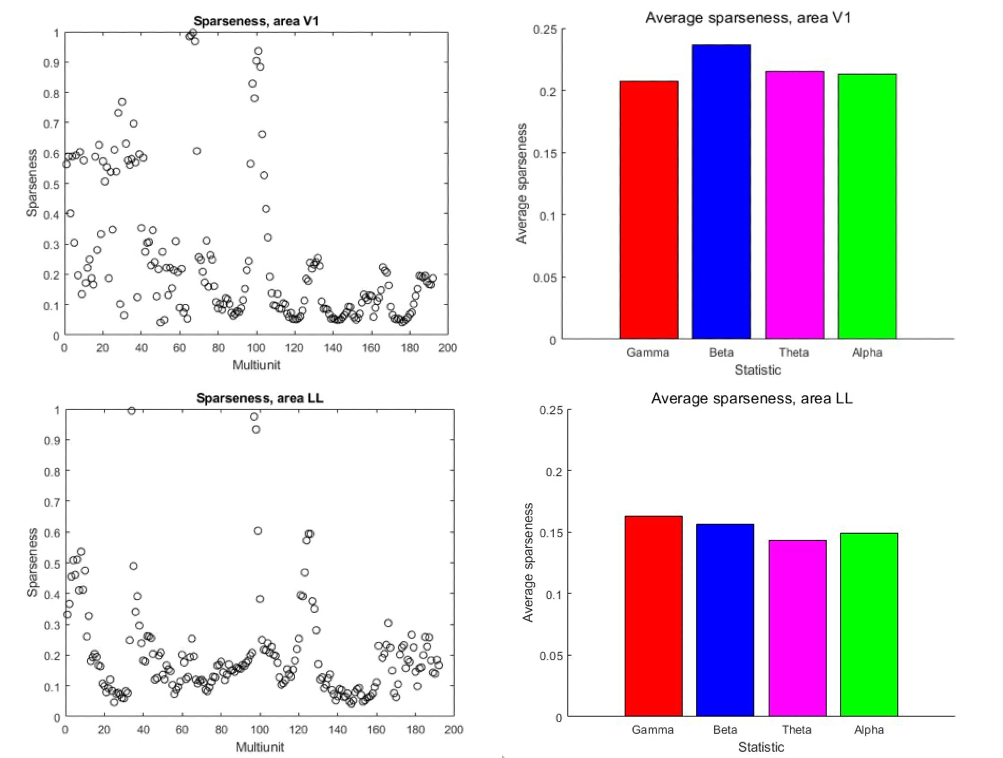 Sparseness, area V1
Sparseness
1
0.9
0.8
0.7
0.6
0.5
0.4
0.3
0.2
0.1
0
0 20 40 60 80 100 120 140 160 180 200
Multiunit
Average sparseness, area V1
Average sparseness
0.25
0.2
0.15
0.1
0.05
0
Gamma Beta Theta Alpha
Statistic
Sparseness, area LL
Sparseness
1
0.9
0.8
0.7
0.6
0.5
0.4
0.3
0.2
0.1
0
0 20 40 60 80 100 120 140 160 180 200
Multiunit
Average sparseness, area LL
Average sparseness
0.25
0.2
0.15
0.1
0.05
0
Gamma Beta Theta Alpha
Statistic